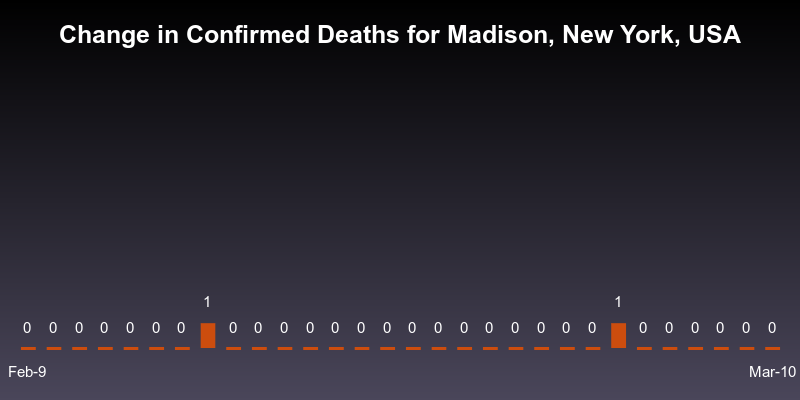 Change in Confirmed Deaths for Madison, New York, USA
1 1
0 0 0 0 0 0 0 0 0 0 0 0 0 0 0 0 0 0 0 0 0 0 0 0 0 0 0 0
Feb-9 Mar-10